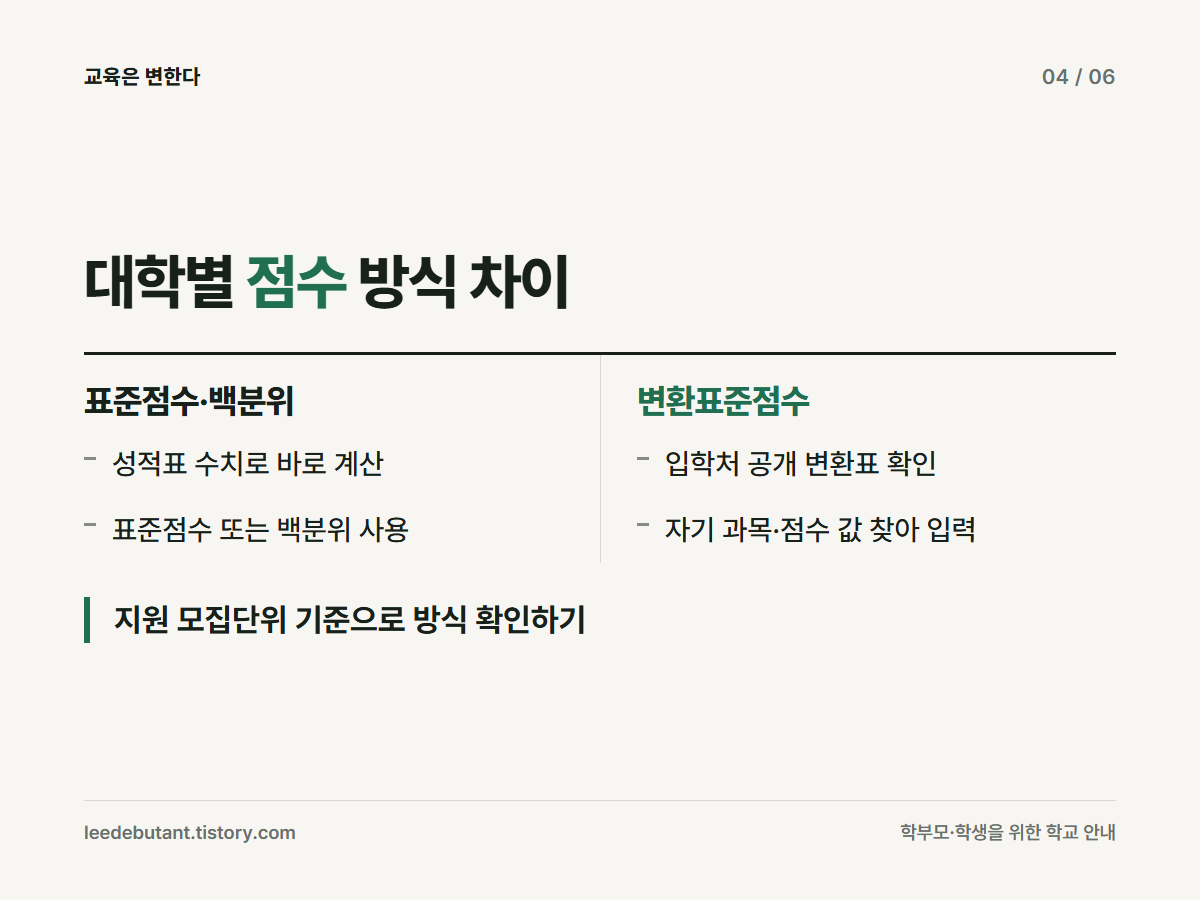 교육은 변한다
04 / 06
대학별 점수 방식 차이
표준점수·백분위
- 성적표 수치로 바로 계산
- 표준점수 또는 백분위 사용
변환표준점수
- 입학처 공개 변환표 확인
- 자기 과목·점수 값 찾아 입력
지원 모집단위 기준으로 방식 확인하기
leedebutant.tistory.com
학부모·학생을 위한 학교 안내